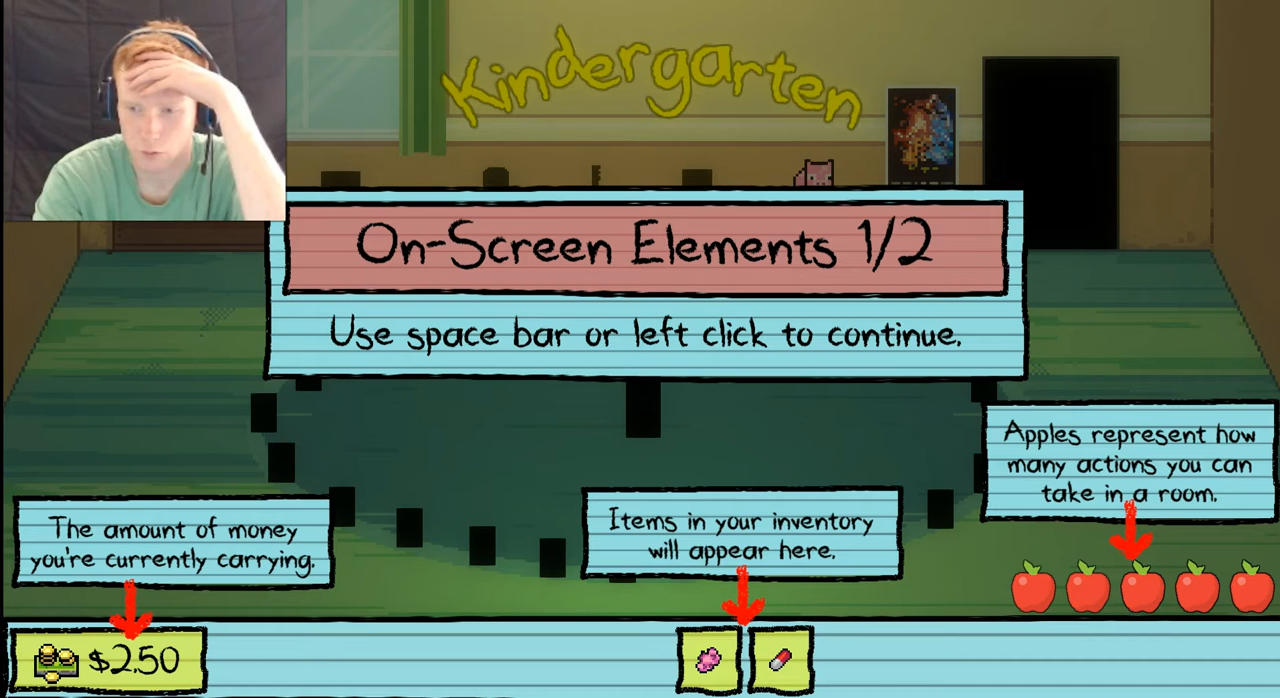 Kindergarten
On-Screen Elements 1/2
Use space bar or left click to continue.
Apples represent how
many actions you can
take in a room.
The amount of money
you're currently carrying.
Items in your inventory
will appear here.
$2.50